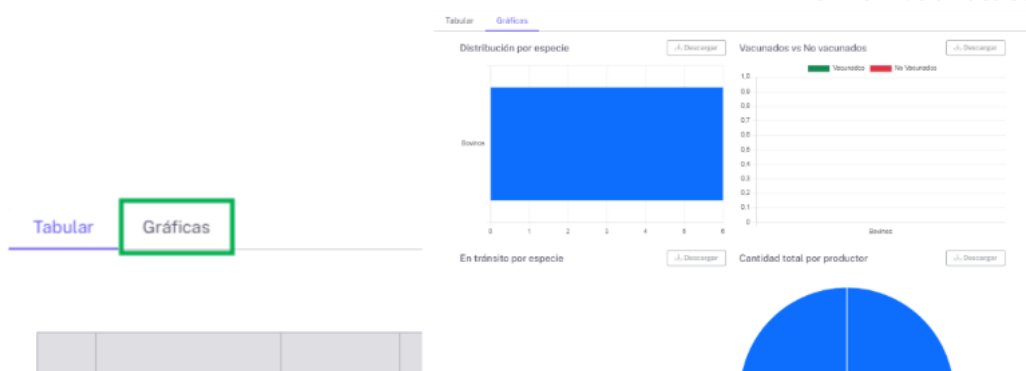 Tabular Gráficas
Tabular Gráficas
Distribución por especie Descargar
Bovinos
0 1 2 3 4 5 6
Vacunados vs No vacunados Descargar
Vacunados No Vacunados
1,0
0,9
0,8
0,7
0,6
0,5
0,4
0,3
0,2
0,1
0
Bovinos
En tránsito por especie Descargar
Cantidad total por productor Descargar